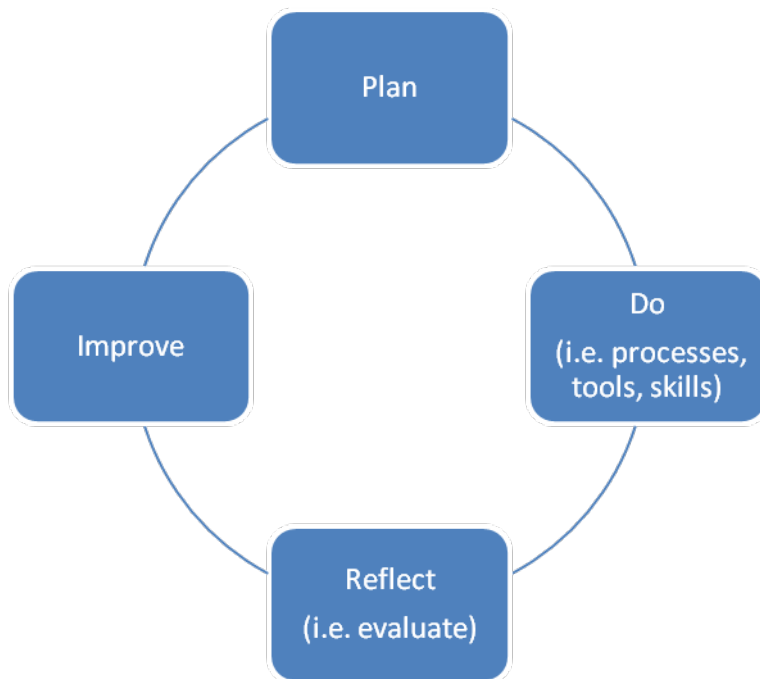 Plan
Do
(i.e. processes,
tools, skills)
Reflect
(i.e. evaluate)
Improve